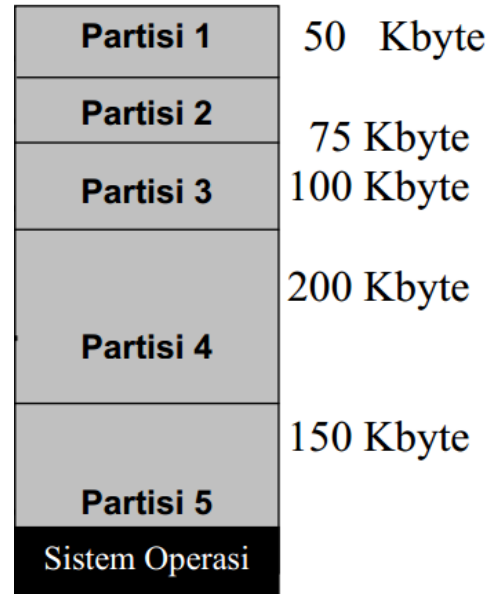 Partisi 1 50 Kbyte
Partisi 2
75 Kbyte
Partisi 3 100 Kbyte
200 Kbyte
Partisi 4
150 Kbyte
Partisi 5
Sistem Operasi